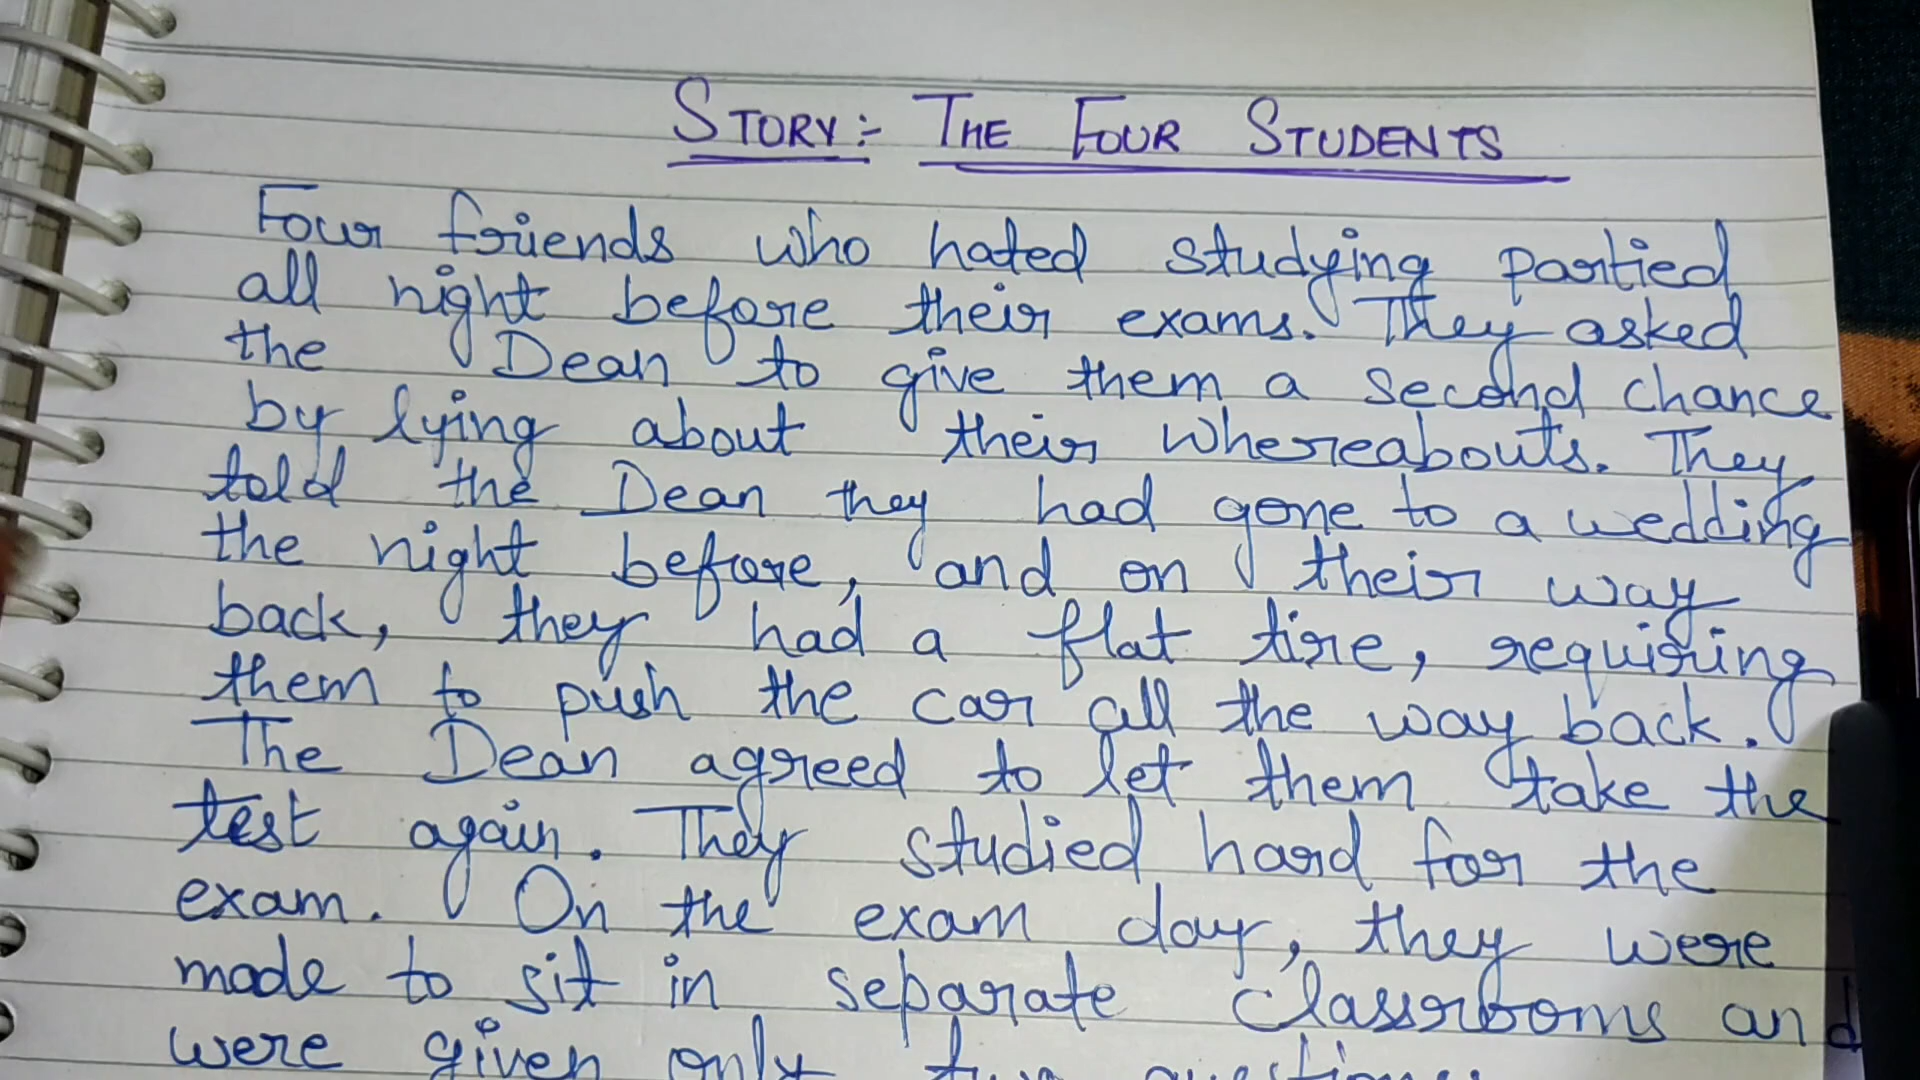 STORY:- THE FOUR STUDENTS
Four friends who hated studying partied
all night before their exams. They asked
the Dean to give them a second chance
by lying about their whereabouts. They
told the Dean they had gone to a wedding
the night before, and on their way
back, they had a flat tire, requiring
them to push the car all the way back.
The Dean agreed to let them take the
test again. They studied hard for the
exam. On the exam day, they were
made to sit in separate classrooms and
were given only two questions: